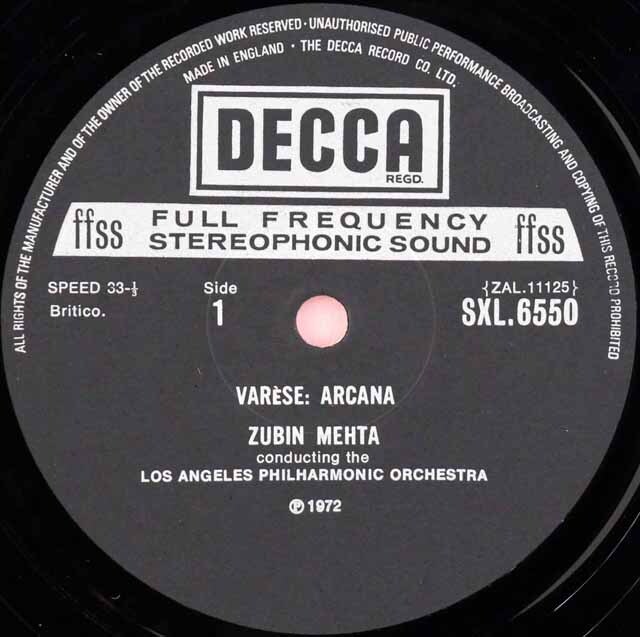 ALL RIGHTS OF THE MANUFACTURER AND OF THE OWNER OF THE RECORDED WORK RESERVED · UNAUTHORISED PUBLIC PERFORMANCE BROADCASTING AND COPYING OF THIS RECORD PROHIBITED
MADE IN ENGLAND · THE DECCA RECORD CO. LTD.
DECCA
REGD.
ffss FULL FREQUENCY ffss
STEREOPHONIC SOUND
SPEED 33-⅓ Side {ZAL.11125}
Britico. 1 SXL.6550
VARèSE: ARCANA
ZUBIN MEHTA
conducting the
LOS ANGELES PHILHARMONIC ORCHESTRA
℗ 1972